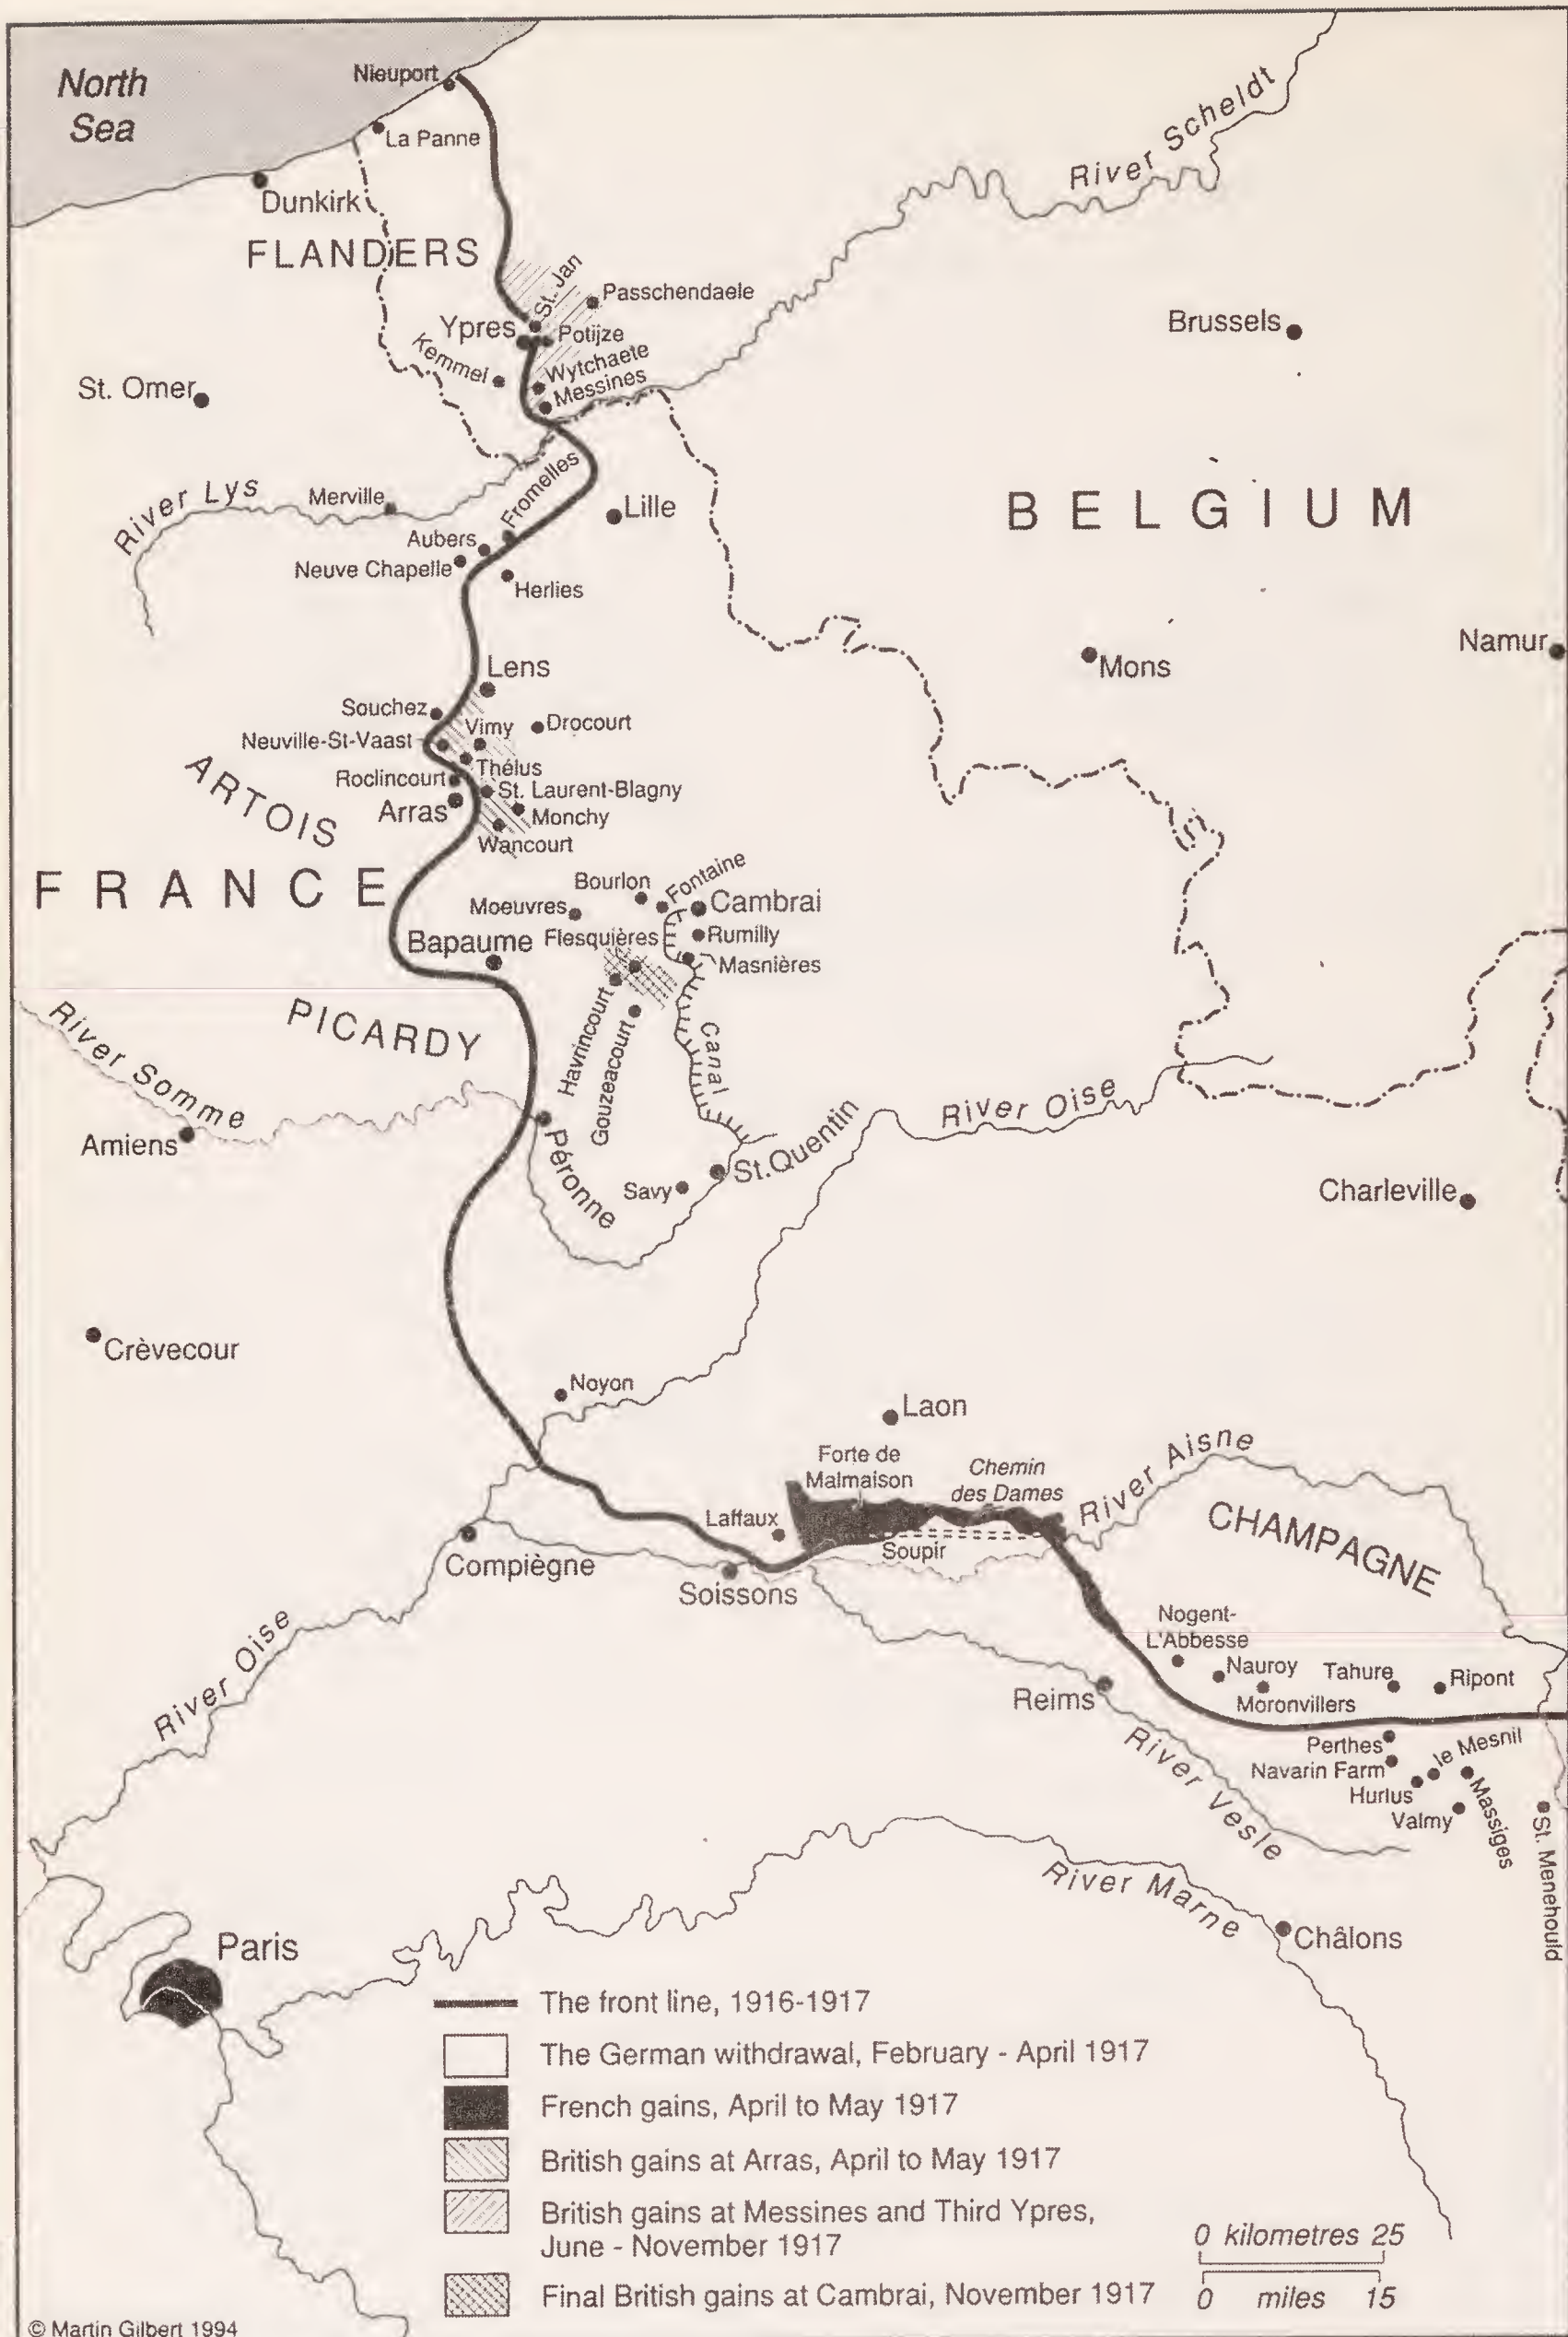 North
Sea
Nieuport
La Panne
Dunkirk
FLANDERS
River Scheldt
St. Jan
Passchendaele
Ypres
Potijze
Kemmel
Wytchaete
Messines
Brussels
St. Omer
River Lys
Merville
Fromelles
Lille
BELGIUM
Aubers
Neuve Chapelle
Herlies
Mons
Namur
Lens
Souchez
Vimy
Drocourt
Neuville-St-Vaast
Thélus
Roclincourt
St. Laurent-Blagny
ARTOIS
Arras
Monchy
Wancourt
FRANCE
Bourlon
Fontaine
Moeuvres
Cambrai
Bapaume
Flesquières
Rumilly
Masnières
River Somme
PICARDY
Havrincourt
Gouzeacourt
Canal
Amiens
Péronne
Savy
St.Quentin
River Oise
Charleville
Crèvecour
Noyon
Laon
Forte de
Malmaison
Chemin
des Dames
River Aisne
CHAMPAGNE
Laffaux
Soupir
Compiègne
Soissons
River Oise
Nogent-
L'Abbesse
Nauroy
Tahure
Ripont
Reims
Moronvillers
River Vesle
Perthes
le Mesnil
Navarin Farm
Hurlus
Massiges
Valmy
St. Menehould
River Marne
Châlons
Paris
The front line, 1916-1917
The German withdrawal, February - April 1917
French gains, April to May 1917
British gains at Arras, April to May 1917
British gains at Messines and Third Ypres,
June - November 1917
Final British gains at Cambrai, November 1917
0 kilometres 25
0 miles 15
© Martin Gilbert 1994